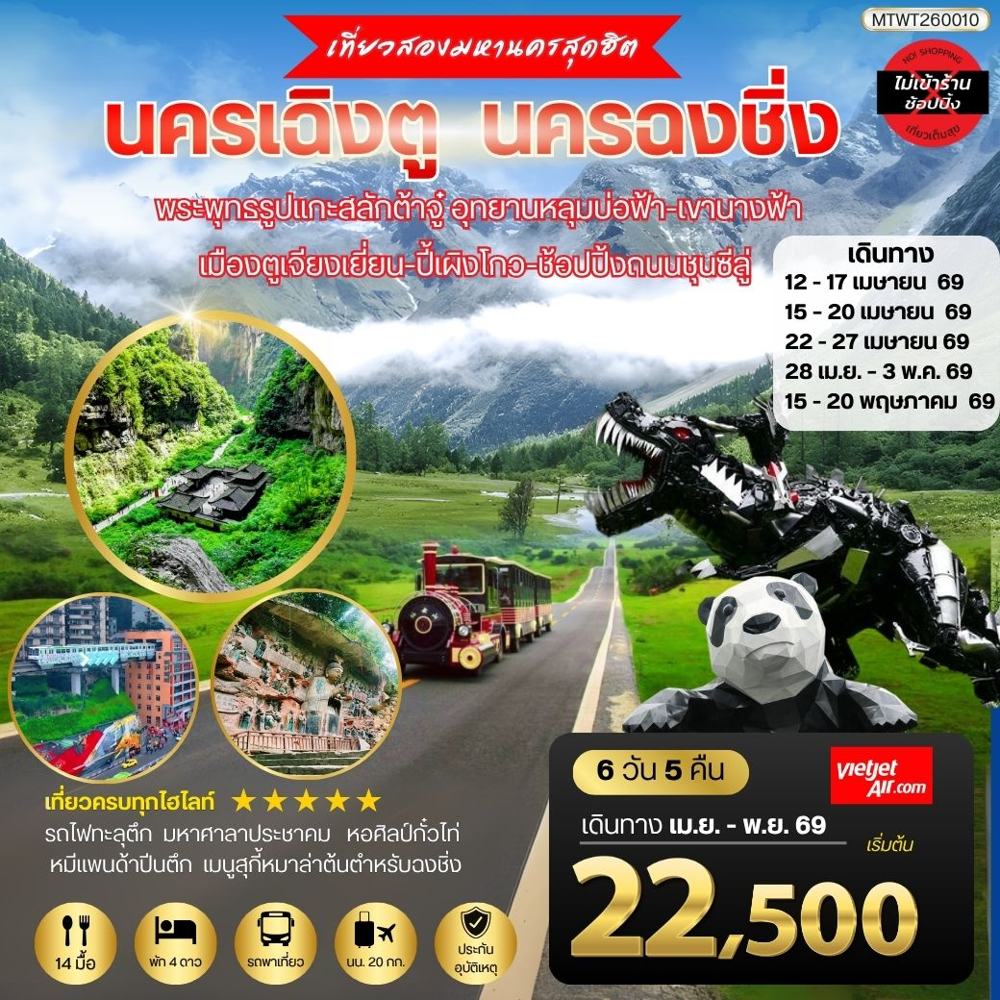 MTWT260010
เที่ยวสองมหานครสุดฮิต
NO! SHOPPING
ไม่เข้าร้าน
ช้อปปิ้ง
เที่ยวเต็มสุข
นครเฉิงตู นครฉงชิ่ง
พระพุทธรูปแกะสลักต้าจู๋ อุทยานหลุมบ่อฟ้า-เขานางฟ้า
เมืองตูเจียงเยี่ยน-ปี้เผิงโกว-ช้อปปิ้งถนนชุนซีลู่
เดินทาง
12 - 17 เมษายน 69
15 - 20 เมษายน 69
22 - 27 เมษายน 69
28 เม.ย. - 3 พ.ค. 69
15 - 20 พฤษภาคม 69
6 วัน 5 คืน
vietjet
Air.com
เดินทาง เม.ย. - พ.ย. 69
เริ่มต้น
22,500
เที่ยวครบทุกไฮไลท์
รถไฟทะลุตึก มหาศาลาประชาคม หอศิลป์กั๋วไท่
หมีแพนด้าปีนตึก เมนูสุกี้หมาล่าต้นตำหรับฉงชิ่ง
14 มื้อ
พัก 4 ดาว
รถพาเที่ยว
นน. 20 กก.
ประกัน
อุบัติเหตุ